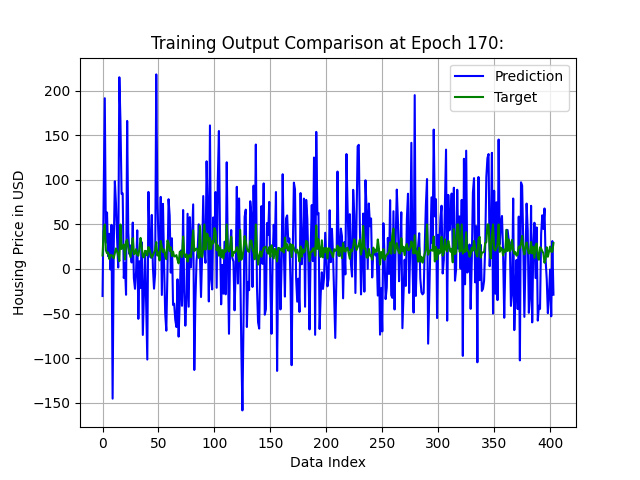 Training Output Comparison at Epoch 170:
Prediction
Target
Housing Price in USD
200
150
100
50
0
−50
−100
−150
0 50 100 150 200 250 300 350 400
Data Index